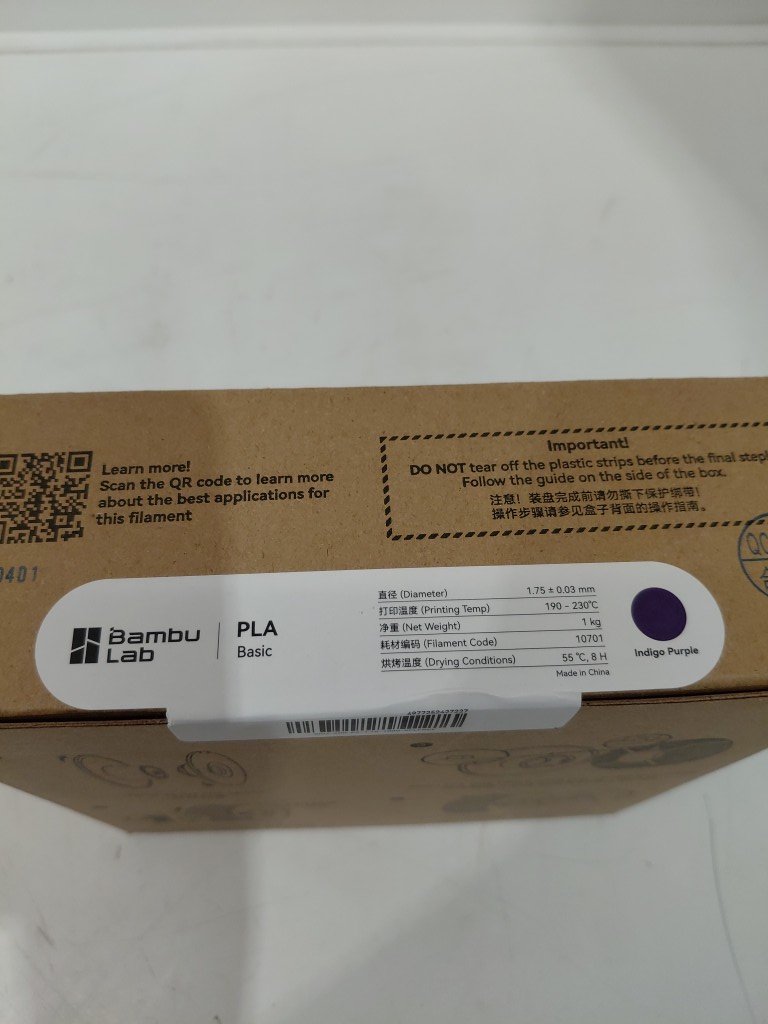 Learn more!
Scan the QR code to learn more
about the best applications for
this filament
Important!
DO NOT tear off the plastic strips before the final step!
Follow the guide on the side of the box.
注意！装盘完成前请勿撕下保护绑带！
操作步骤请参见盒子背面的操作指南。
QC
Bambu
Lab
PLA
Basic
直径 (Diameter) 1.75 ± 0.03 mm
打印温度 (Printing Temp) 190 - 230℃
净重 (Net Weight) 1 kg
耗材编码 (Filament Code) 10701
烘烤温度 (Drying Conditions) 55 ℃, 8 H
Made in China
Indigo Purple